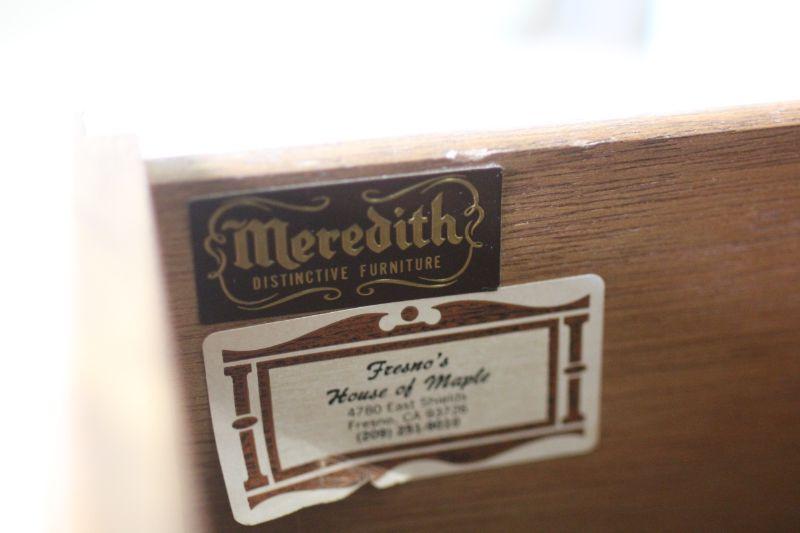 Meredith
DISTINCTIVE FURNITURE
Fresno's
House of Maple
4780 East Shields
Fresno, CA 93726
(209) 251-8010